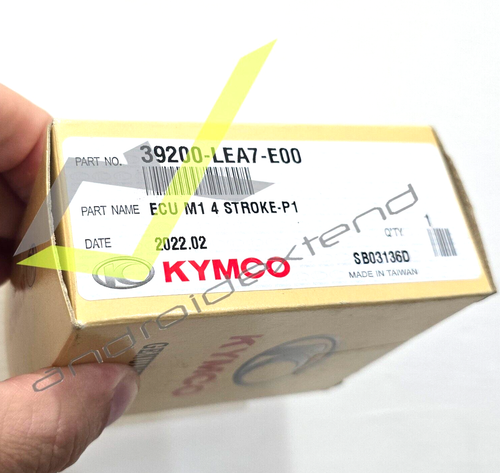 PART NO. 39200-LEA7-E00
PART NAME ECU M1 4 STROKE-P1
DATE 2022.02
Q'TY 1
KYMCO
SB03136D
MADE IN TAIWAN
androidextend
KYMCO